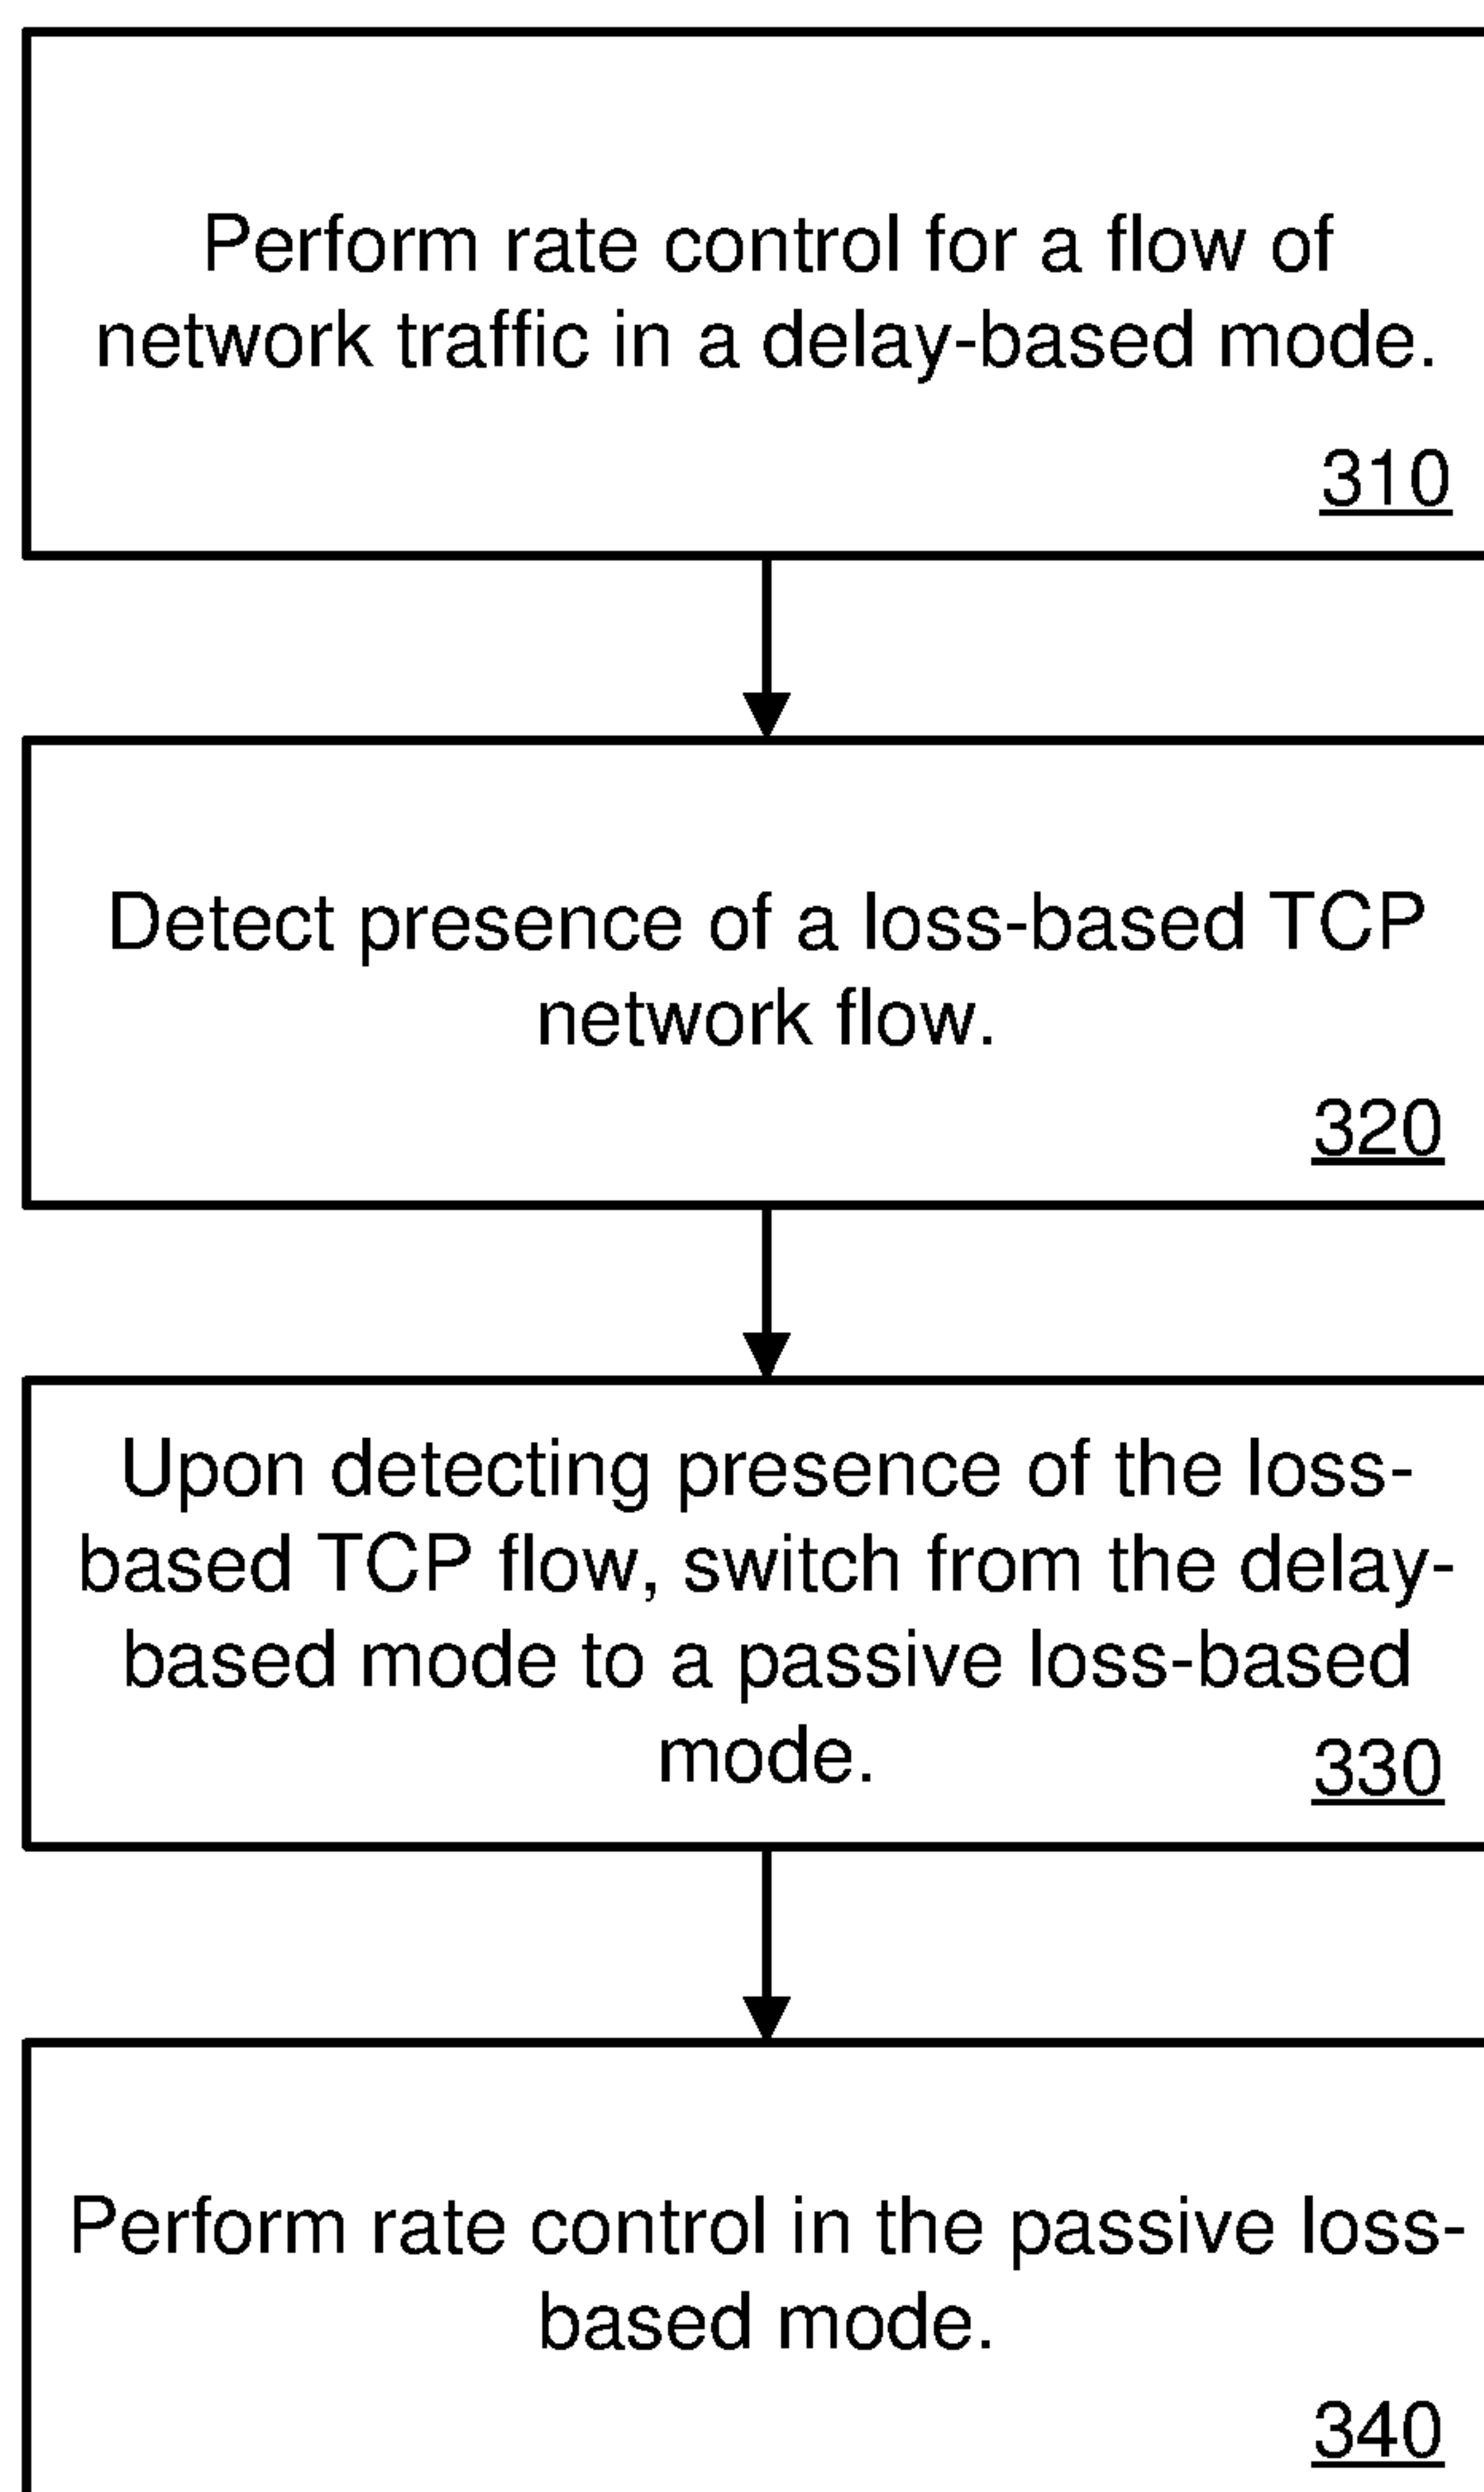 Perform rate control for a flow of
network traffic in a delay-based mode.
310
Detect presence of a loss-based TCP
network flow.
320
Upon detecting presence of the loss-
based TCP flow, switch from the delay-
based mode to a passive loss-based
mode.
330
Perform rate control in the passive loss-
based mode.
340